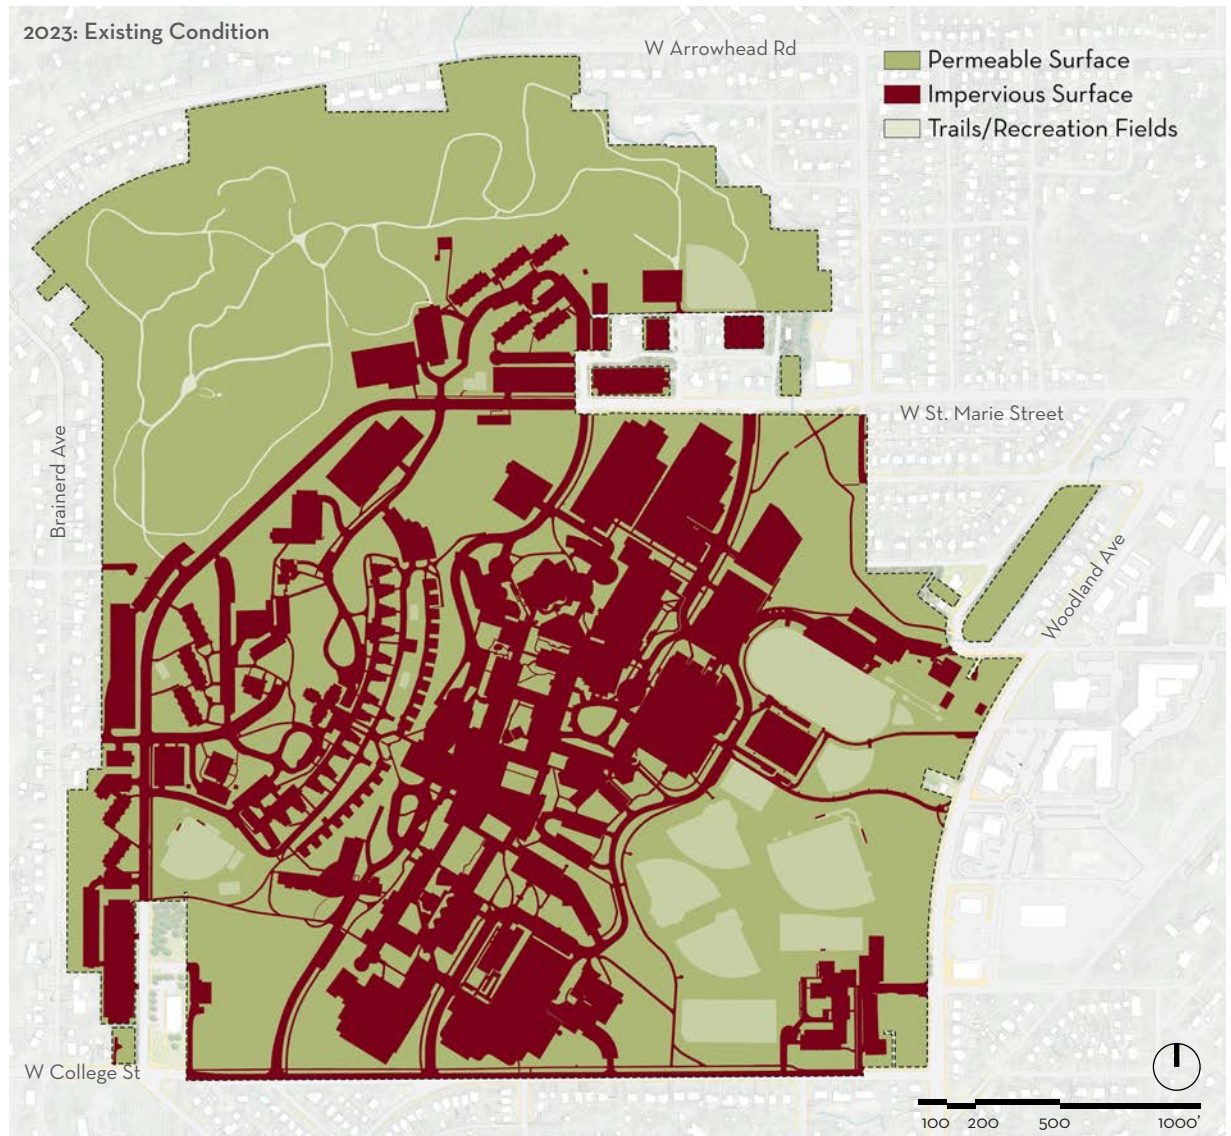 2023: Existing Condition
W Arrowhead Rd
Permeable Surface
Impervious Surface
Trails/Recreation Fields
W St. Marie Street
Brainerd Ave
Woodland Ave
W College St
100 200 500 1000'